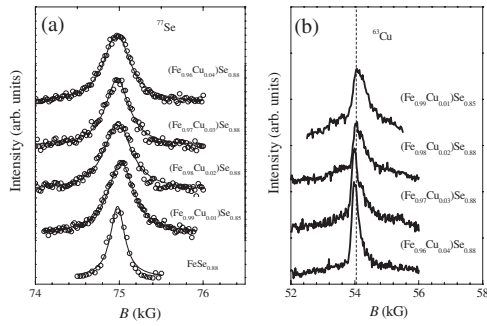 (a)
⁷⁷Se
(Fe₀.₉₆Cu₀.₀₄)Se₀.₈₈
(Fe₀.₉₇Cu₀.₀₃)Se₀.₈₈
(Fe₀.₉₈Cu₀.₀₂)Se₀.₈₈
(Fe₀.₉₉Cu₀.₀₁)Se₀.₈₅
FeSe₀.₈₈
Intensity (arb. units)
74 75 76
B (kG)
(b)
⁶³Cu
(Fe₀.₉₉Cu₀.₀₁)Se₀.₈₅
(Fe₀.₉₈Cu₀.₀₂)Se₀.₈₈
(Fe₀.₉₇Cu₀.₀₃)Se₀.₈₈
(Fe₀.₉₆Cu₀.₀₄)Se₀.₈₈
Intensity (arb. units)
52 54 56 58
B (kG)